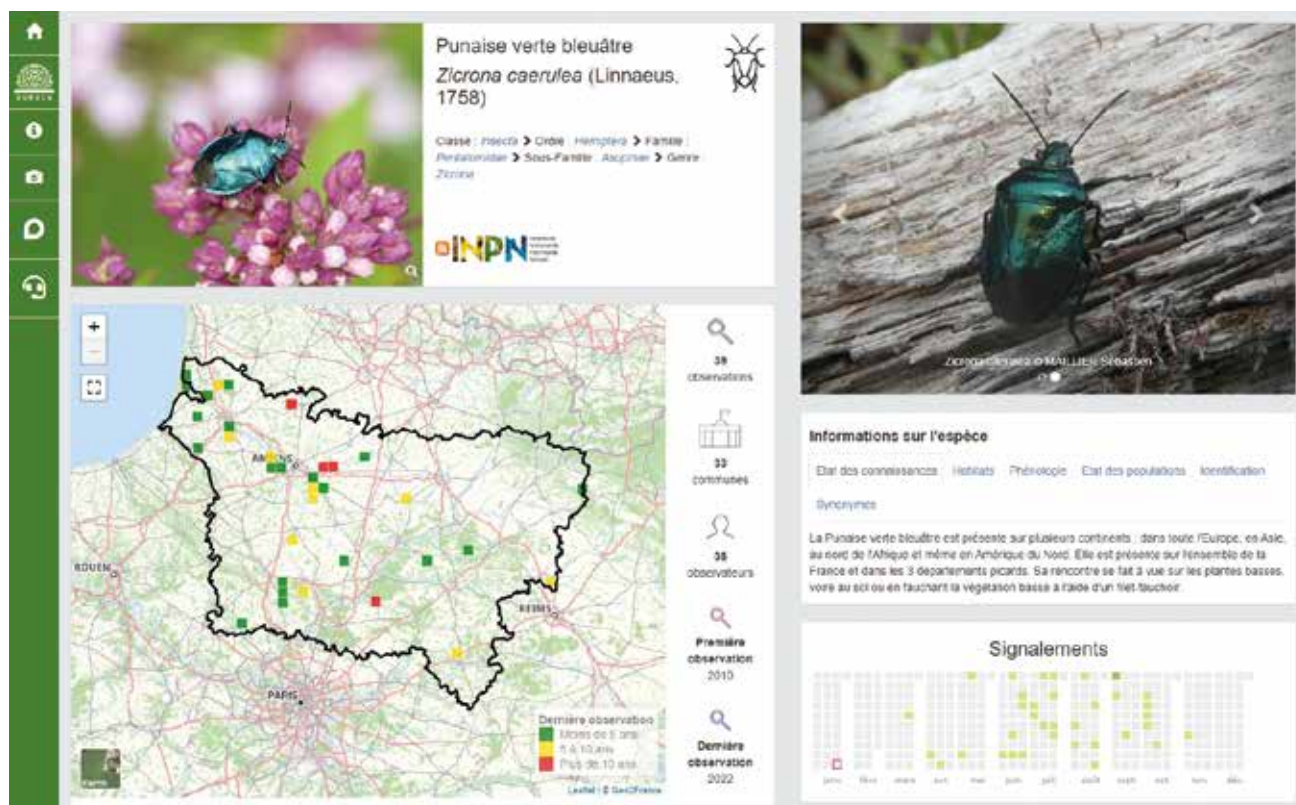 Punaise verte bleuâtre
Zicrona caerulea (Linnaeus,
1758)
Classe : Insecta > Ordre : Hemiptera > Famille :
Pentatomidae > Sous-Famille : Asopinae > Genre :
Zicrona
INPN
+
−
AMIENS
ROUEN
REIMS
PARIS
Dernière observation
Moins de 5 ans
5 à 10 ans
Plus de 10 ans
Leaflet | © Geo2France
39
observations
33
communes
38
observateurs
Première
observation
2010
Dernière
observation
2022
Zicrona caerulea © MAILLIER Sébastien
Informations sur l'espèce
Etat des connaissances Habitats Phénologie Etat des populations Identification
Synonymes
La Punaise verte bleuâtre est présente sur plusieurs continents : dans toute l'Europe, en Asie,
au nord de l'Afrique et même en Amérique du Nord. Elle est présente sur l'ensemble de la
France et dans les 3 départements picards. Sa rencontre se fait à vue sur les plantes basses,
voire au sol ou en fauchant la végétation basse à l'aide d'un filet-fauchoir.
Signalements
janv. févr. mars avr. mai juin juil. août sept. oct. nov. déc.